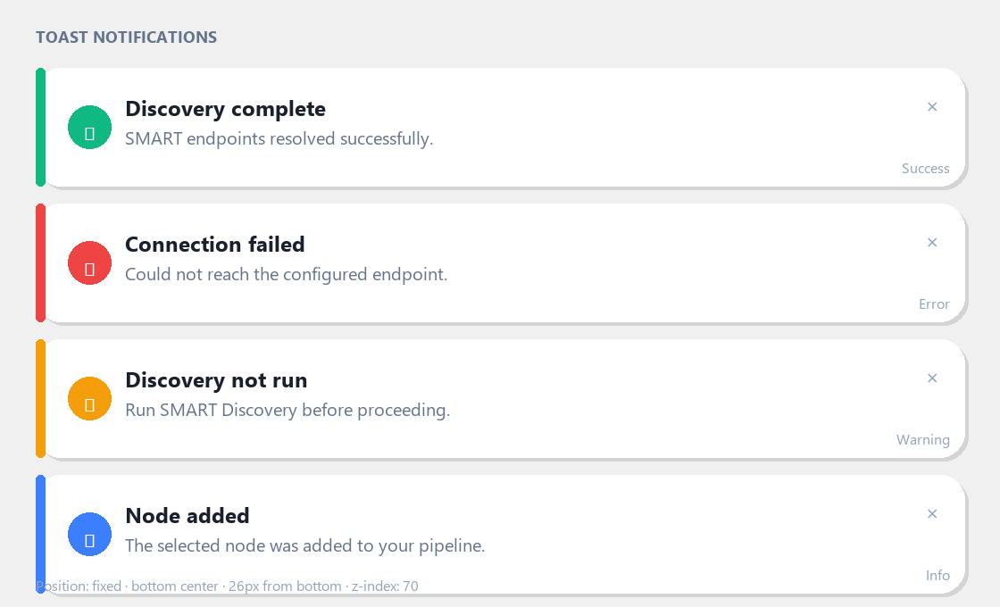 TOAST NOTIFICATIONS
Discovery complete
×
SMART endpoints resolved successfully.
Success
Connection failed
×
Could not reach the configured endpoint.
Error
Discovery not run
×
Run SMART Discovery before proceeding.
Warning
Node added
×
The selected node was added to your pipeline.
Info
Position: fixed · bottom center · 26px from bottom · z-index: 70